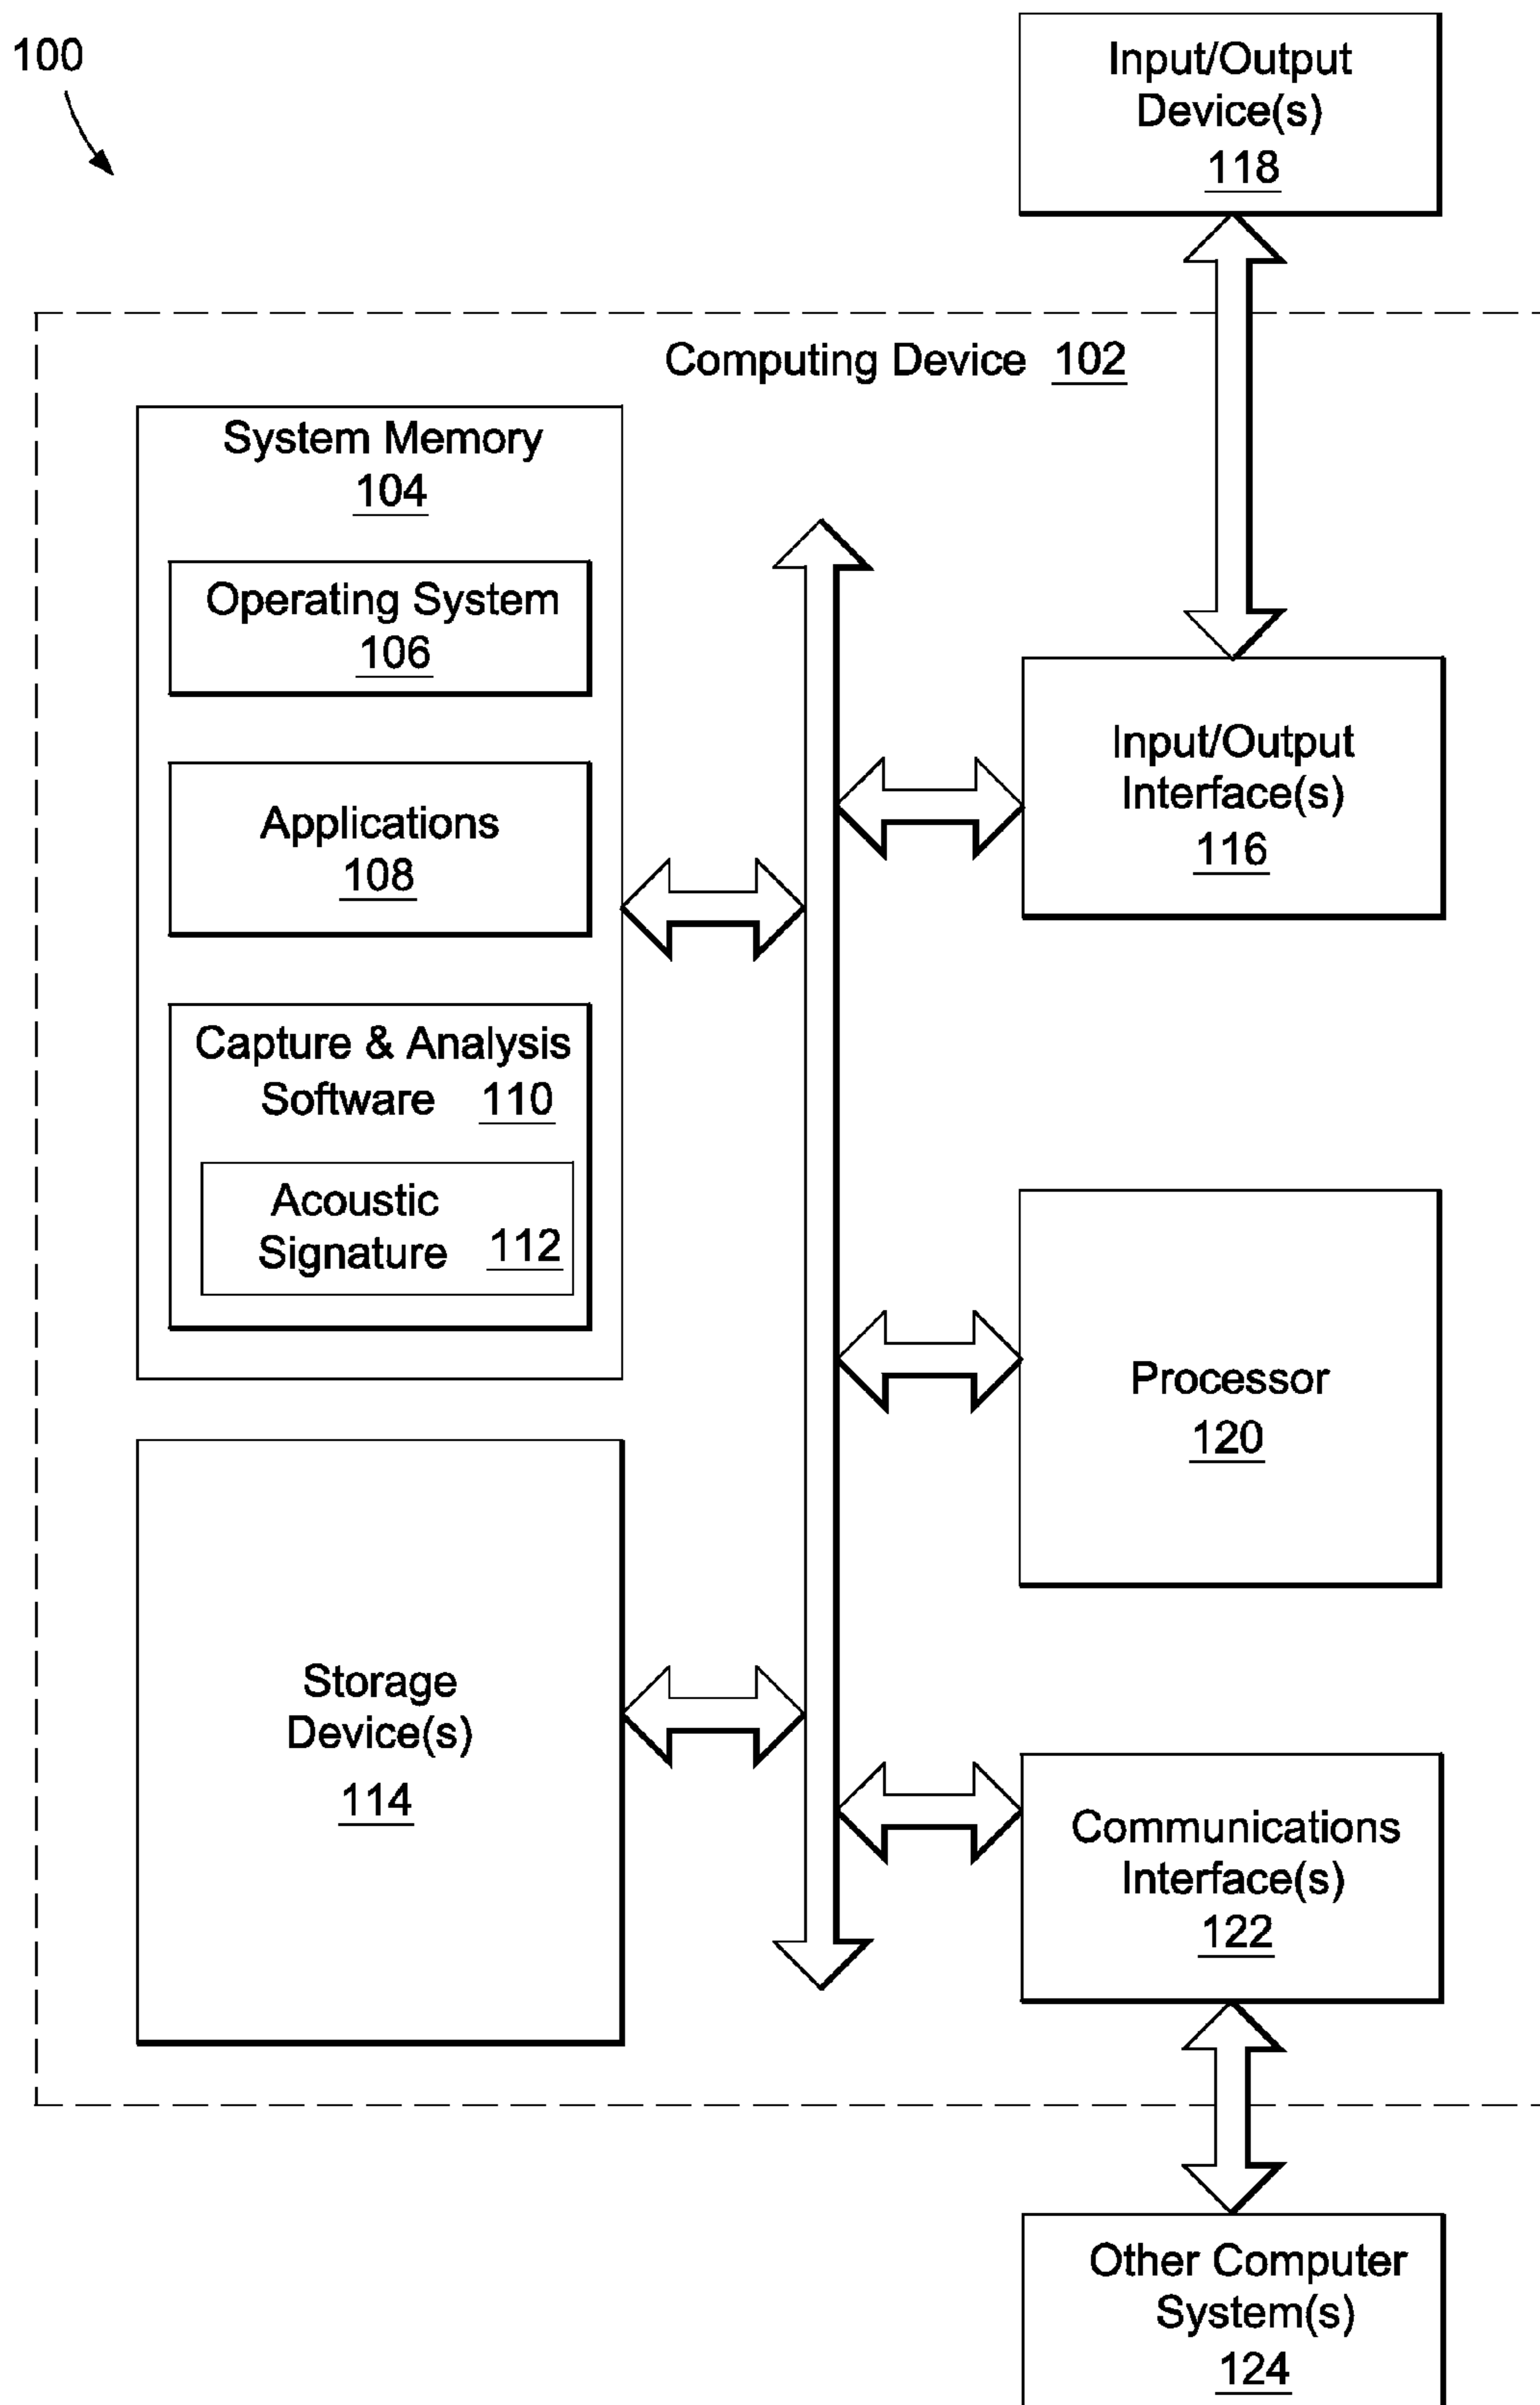 100
Input/Output
Device(s)
118
Computing Device 102
System Memory
104
Operating System
106
Applications
108
Capture & Analysis
Software 110
Acoustic
Signature 112
Storage
Device(s)
114
Input/Output
Interface(s)
116
Processor
120
Communications
Interface(s)
122
Other Computer
System(s)
124